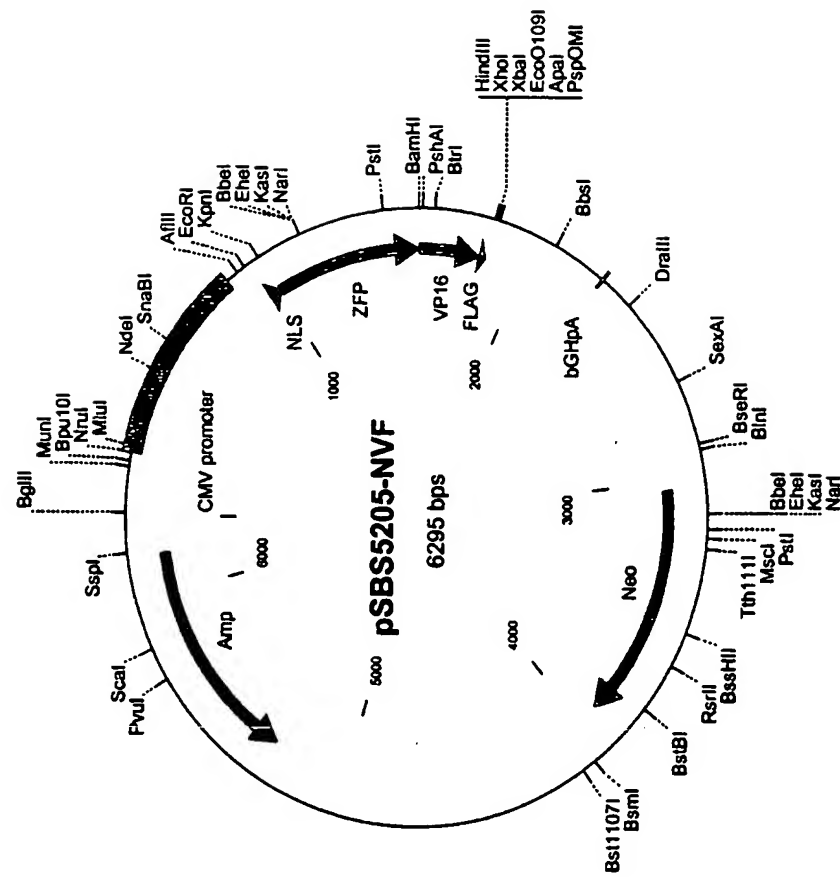 BglII
MunI
Bpu10I
NruI
MluI
NdeI
SnaBI
AflII
EcoRI
KpnI
BbeI
EheI
KasI
NarI
PstI
BamHI
PshAI
BtrI
HindIII
XhoI
XbaI
EcoO109I
ApaI
PspOMI
BbsI
DraIII
SexAI
BseRI
BlnI
BbeI
EheI
KasI
NarI
PstI
MscI
Tth111I
BssHII
RsrII
BstBI
BsmI
Bst1107I
PvuI
ScaI
SspI
CMV promoter
NLS
ZFP
VP16
FLAG
bGHpA
Neo
Amp
1000
2000
3000
4000
5000
6000
pSBS5205-NVF
6295 bps